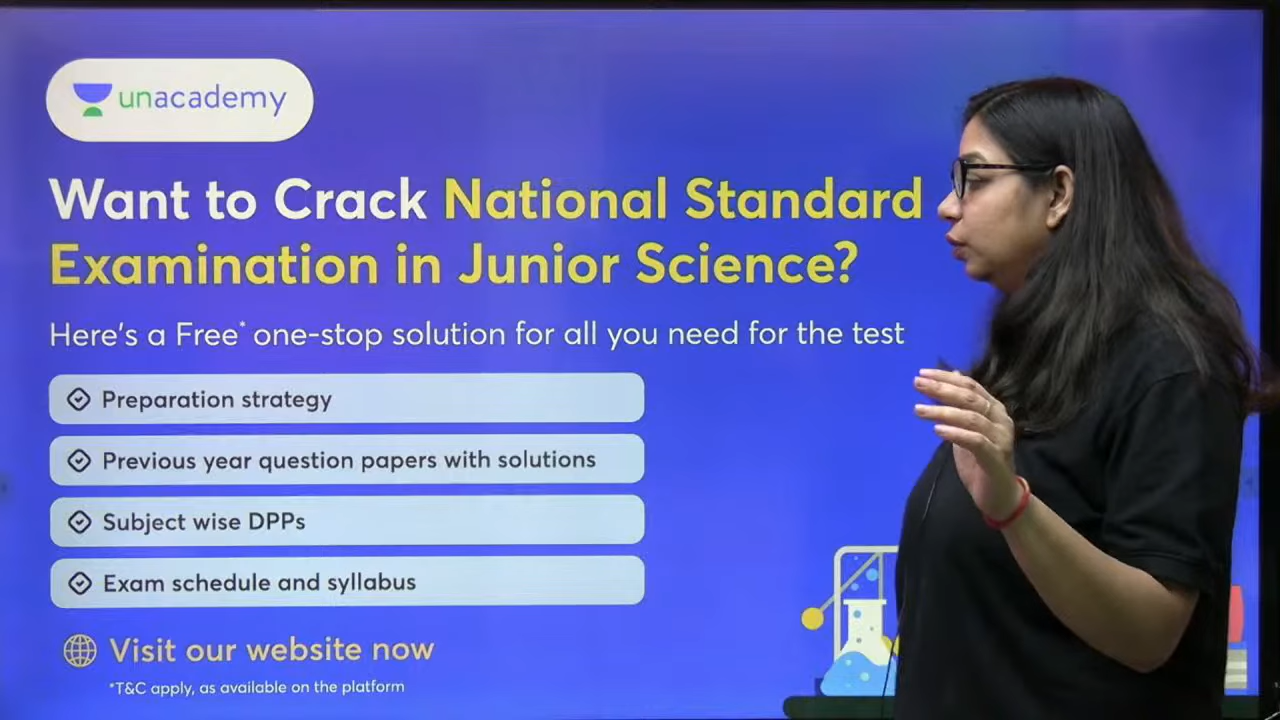 unacademy
Want to Crack National Standard
Examination in Junior Science?
Here's a Free* one-stop solution for all you need for the test
Preparation strategy
Previous year question papers with solutions
Subject wise DPPs
Exam schedule and syllabus
Visit our website now
*T&C apply, as available on the platform